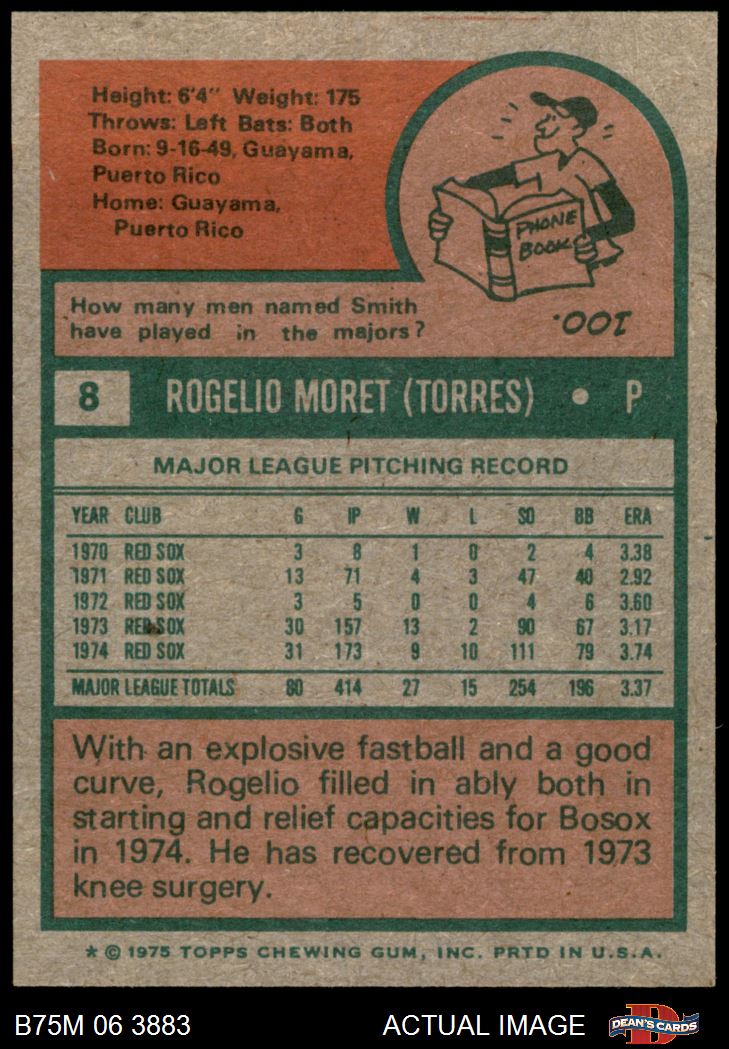 Height: 6'4" Weight: 175
Throws: Left Bats: Both
Born: 9-16-49, Guayama,
Puerto Rico
Home: Guayama,
Puerto Rico
PHONE
BOOK
How many men named Smith
have played in the majors?
100.
8 ROGELIO MORET (TORRES) • P
MAJOR LEAGUE PITCHING RECORD
YEAR CLUB G IP W L SO BB ERA
1970 RED SOX 3 8 1 0 2 4 3.38
1971 RED SOX 13 71 4 3 47 40 2.92
1972 RED SOX 3 5 0 0 4 6 3.60
1973 RED SOX 30 157 13 2 90 67 3.17
1974 RED SOX 31 173 9 10 111 79 3.74
MAJOR LEAGUE TOTALS 80 414 27 15 254 196 3.37
With an explosive fastball and a good
curve, Rogelio filled in ably both in
starting and relief capacities for Bosox
in 1974. He has recovered from 1973
knee surgery.
* © 1975 TOPPS CHEWING GUM, INC. PRTD IN U.S.A.
B75M 06 3883 ACTUAL IMAGE DEAN'S CARDS